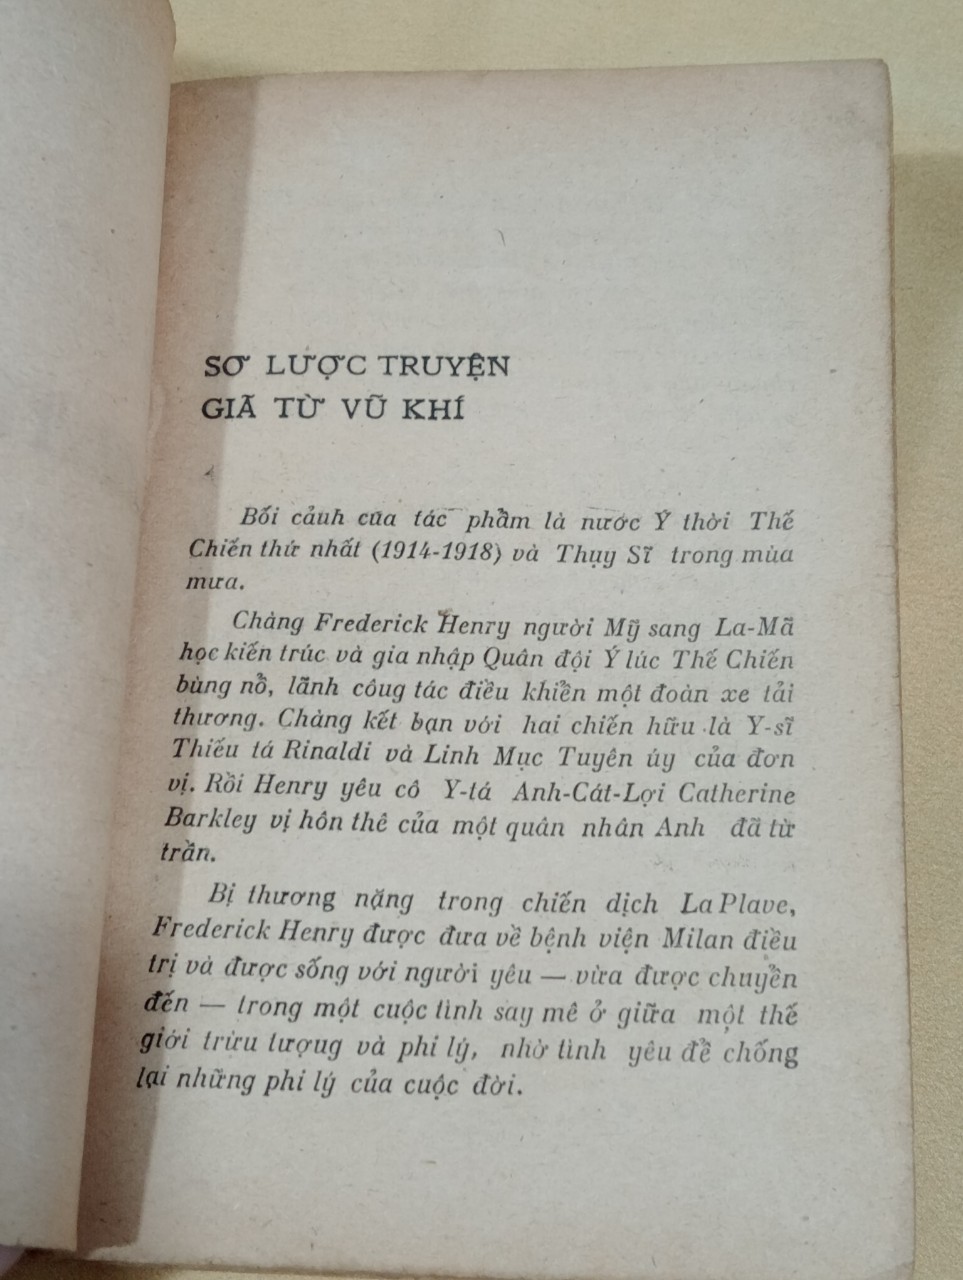 SƠ LƯỢC TRUYỆN
GIÃ TỪ VŨ KHÍ
Bối cảuh của tác phẩm là nước Ý thời Thế
Chiến thứ nhất (1914-1918) và Thụy Sĩ trong mùa
mưa.
Chàng Frederick Henry người Mỹ sang La-Mã
học kiến trúc và gia nhập Quân đội Ý lúc Thế Chiến
bùng nổ, lãnh côug tác điều khiển một đoàn xe tải
thương. Chàng kết bạn với hai chiến hữu là Y-sĩ
Thiếu tá Rinaldi và Linh Mục Tuyên úy của đơn
vị. Rồi Henry yêu cô Y-tá Anh-Cát-Lợi Catherine
Barkley vị hôn thê của một quân nhân Anh đã từ
trần.
Bị thương nặng trong chiến dịch La Plave,
Frederick Henry được đưa về bệnh viện Milan điều
trị và được sống với người yêu — vừa được chuyển
đến — trong một cuộc tình say mê ở giữa một thế
giới trừu tượug và phi lý, nhờ tình yêu để chống
lại những phi lý của cuộc đời.